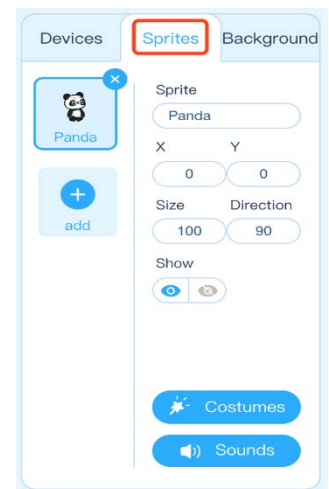 Devices Sprites Background
Panda
add
Sprite
Panda
X Y
0 0
Size Direction
100 90
Show
Costumes
Sounds